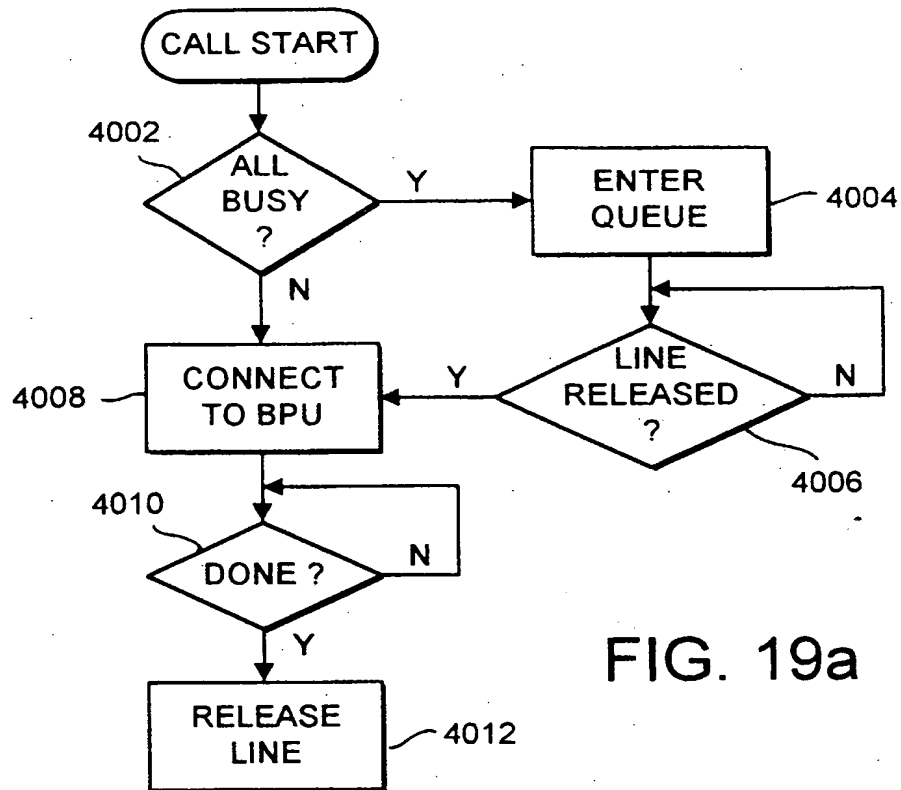 CALL START
4002
ALL
BUSY
?
Y
N
ENTER
QUEUE
4004
4008
CONNECT
TO BPU
Y
LINE
RELEASED
?
N
4006
4010
DONE ?
N
Y
RELEASE
LINE
4012
FIG. 19a